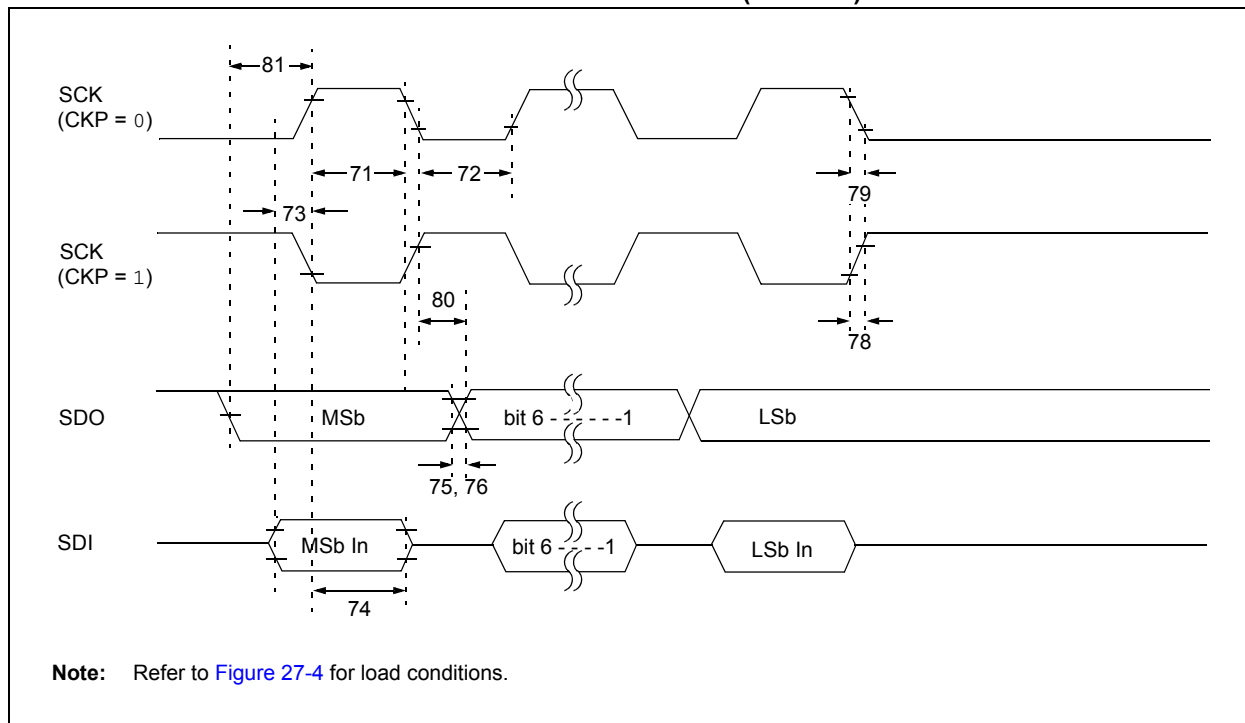 81
SCK
(CKP = 0)
71
72
79
73
SCK
(CKP = 1)
80
78
SDO
MSb
bit 6 - - - - - -1
LSb
75, 76
SDI
MSb In
bit 6 - - - - -1
LSb In
74
Note: Refer to Figure 27-4 for load conditions.